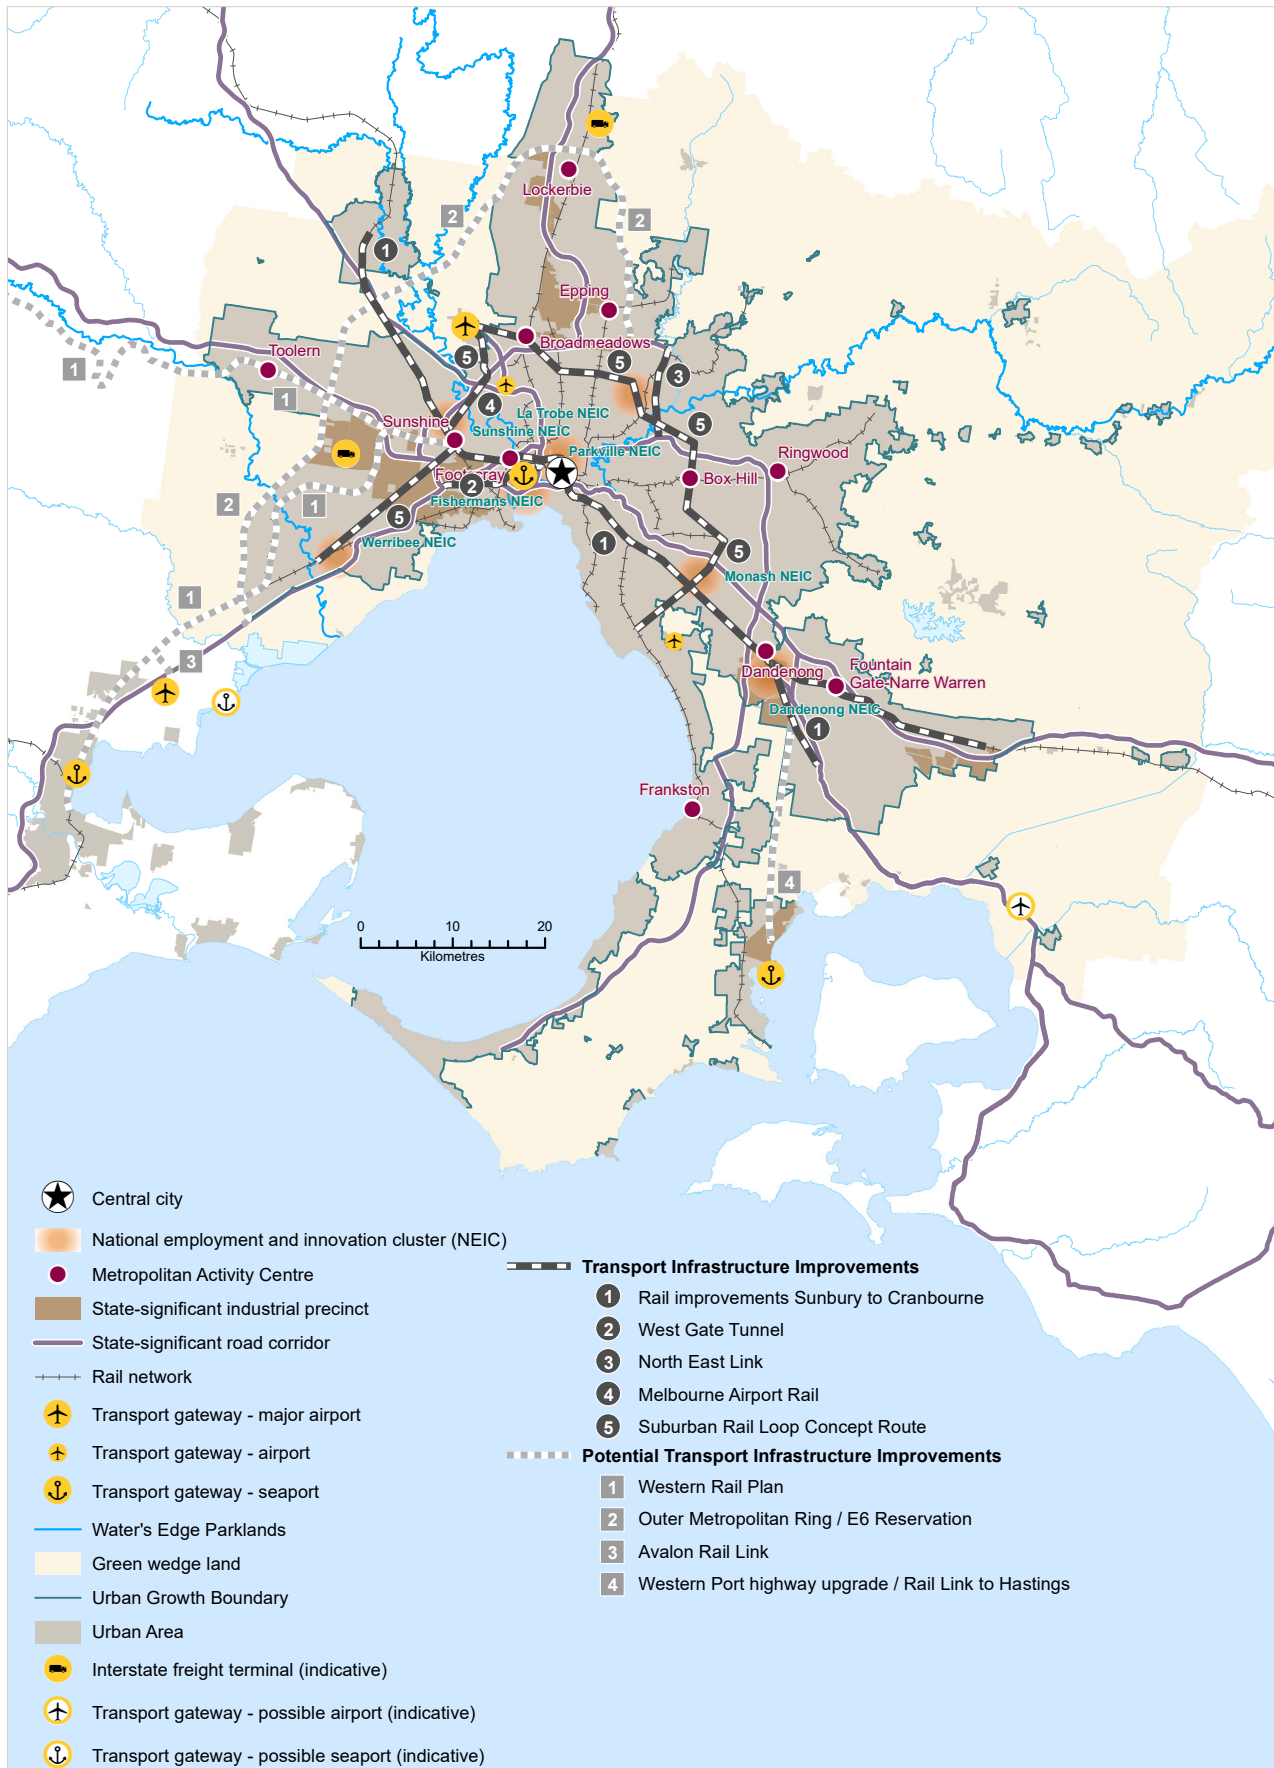 1
2
2
Lockerbie
Epping
Broadmeadows
Toolern
1
1
5
5
3
4
La Trobe NEIC
Sunshine
Sunshine NEIC
5
Parkville NEIC
Ringwood
Footscray
Box Hill
2
Fishermans NEIC
2
1
5
Werribee NEIC
1
5
Monash NEIC
1
3
Dandenong
Fountain
Gate-Narre Warren
Dandenong NEIC
1
Frankston
4
0 10 20
Kilometres
Central city
National employment and innovation cluster (NEIC)
Metropolitan Activity Centre
State-significant industrial precinct
State-significant road corridor
Rail network
Transport gateway - major airport
Transport gateway - airport
Transport gateway - seaport
Water's Edge Parklands
Green wedge land
Urban Growth Boundary
Urban Area
Interstate freight terminal (indicative)
Transport gateway - possible airport (indicative)
Transport gateway - possible seaport (indicative)
Transport Infrastructure Improvements
1 Rail improvements Sunbury to Cranbourne
2 West Gate Tunnel
3 North East Link
4 Melbourne Airport Rail
5 Suburban Rail Loop Concept Route
Potential Transport Infrastructure Improvements
1 Western Rail Plan
2 Outer Metropolitan Ring / E6 Reservation
3 Avalon Rail Link
4 Western Port highway upgrade / Rail Link to Hastings